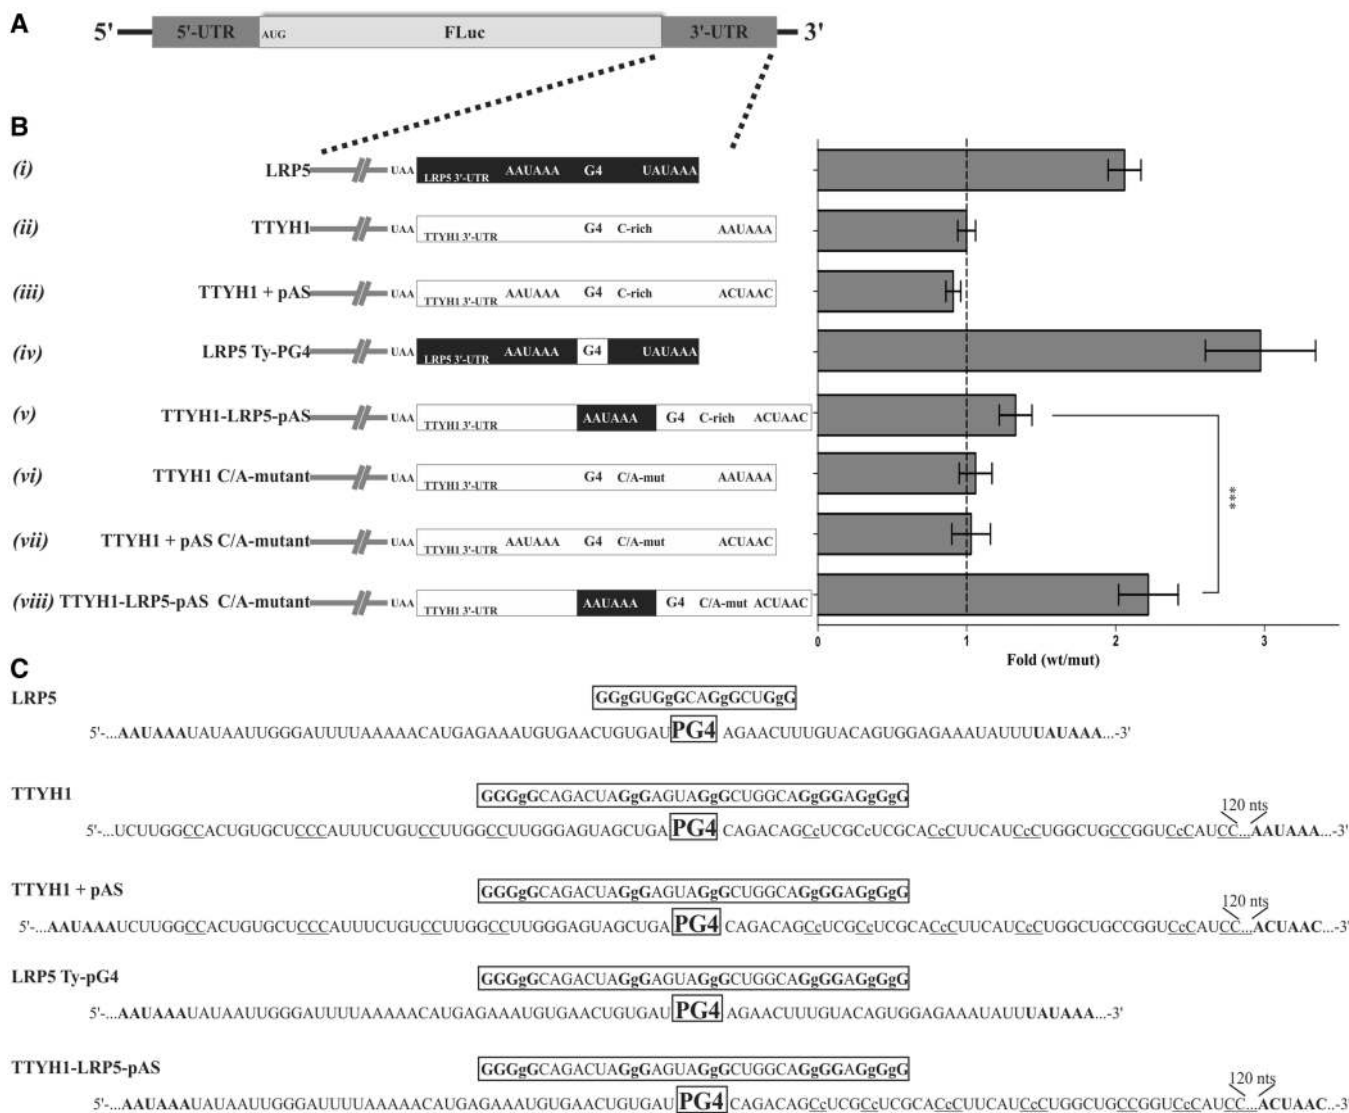 A
5' 5'-UTR AUG FLuc 3'-UTR 3'
B
(i) LRP5 UAA LRP5 3'-UTR AAUAAA G4 UAUAAA
(ii) TTYH1 UAA TTYH1 3'-UTR G4 C-rich AAUAAA
(iii) TTYH1 + pAS UAA TTYH1 3'-UTR AAUAAA G4 C-rich ACUAAC
(iv) LRP5 Ty-PG4 UAA LRP5 3'-UTR AAUAAA G4 UAUAAA
(v) TTYH1-LRP5-pAS UAA TTYH1 3'-UTR AAUAAA G4 C-rich ACUAAC
(vi) TTYH1 C/A-mutant UAA TTYH1 3'-UTR G4 C/A-mut AAUAAA
(vii) TTYH1 + pAS C/A-mutant UAA TTYH1 3'-UTR AAUAAA G4 C/A-mut ACUAAC
(viii) TTYH1-LRP5-pAS C/A-mutant UAA TTYH1 3'-UTR AAUAAA G4 C/A-mut ACUAAC
***
0 1 2 3
Fold (wt/mut)
C
LRP5
GGgGUGgGCAGgGCUGgG
5'-...AAUAAAUAUAAUUGGGAUUUUAAAAACAUGAGAAAUGUGAACUGUGAU PG4 AGAACUUUGUACAGUGGAGAAAUAUUUUAUAAA...-3'
TTYH1
GGGgGCAGACUAGgGAGUAGgGCUGGCAGgGGAGgGgG
120 nts
5'-...UCUUGGCCACUGUGCUCCCAUUUCUGUCCUUGGCCUUGGGAGUAGCUGA PG4 CAGACAGCcUCGCcUCGCACcCUUCAUCcCUGGCUGCCGGUCcCAUCC...AAUAAA...-3'
TTYH1 + pAS
GGGgGCAGACUAGgGAGUAGgGCUGGCAGgGGAGgGgG
120 nts
5'-...AAUAAAUCUUGGCCACUGUGCUCCCAUUUCUGUCCUUGGCCUUGGGAGUAGCUGA PG4 CAGACAGCcUCGCcUCGCACcCUUCAUCcCUGGCUGCCGGUCcCAUCC...ACUAAC...-3'
LRP5 Ty-pG4
GGGgGCAGACUAGgGAGUAGgGCUGGCAGgGGAGgGgG
5'-...AAUAAAUAUAAUUGGGAUUUUAAAAACAUGAGAAAUGUGAACUGUGAU PG4 AGAACUUUGUACAGUGGAGAAAUAUUUAUAAA...-3'
TTYH1-LRP5-pAS
GGGgGCAGACUAGgGAGUAGgGCUGGCAGgGGAGgGgG
120 nts
5'-...AAUAAAUAUAAUUGGGAUUUUAAAAACAUGAGAAAUGUGAACUGUGAU PG4 CAGACAGCcUCGCcUCGCACcCUUCAUCcCUGGCUGCCGGUCcCAUCC...ACUAAC...-3'